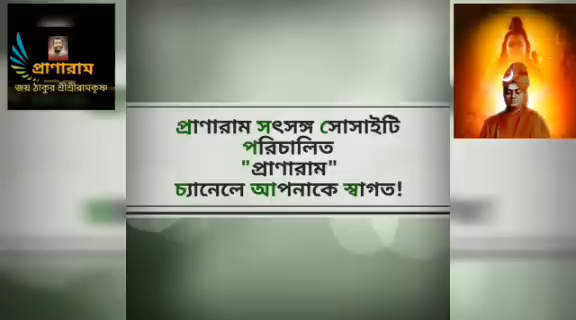 প্রাণারাম
জয় ঠাকুর শ্রীশ্রীরামকৃষ্ণ
প্রাণারাম সৎসঙ্গ সোসাইটি
পরিচালিত
"প্রাণারাম"
চ্যানেলে আপনাকে স্বাগত!